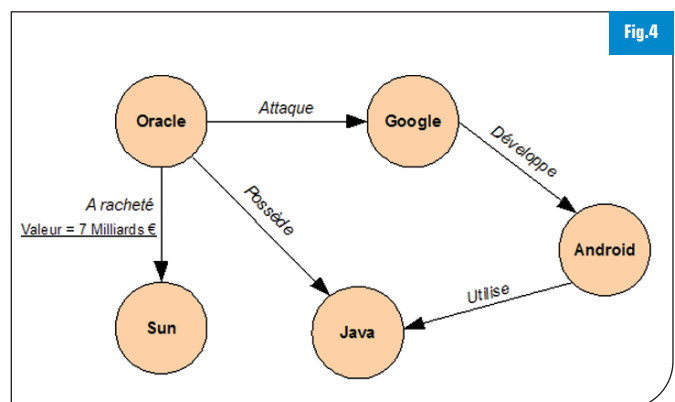 Fig.4
Oracle
Attaque
Google
Développe
A racheté
Valeur = 7 Milliards €
Possède
Android
Utilise
Sun
Java